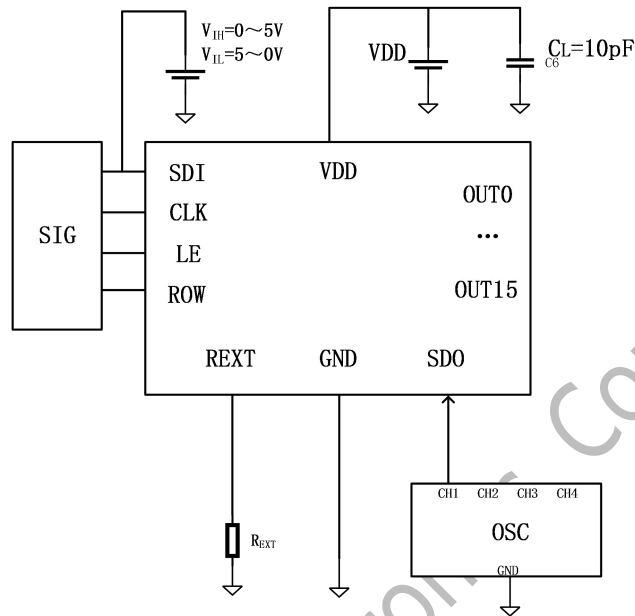 VIH=0～5V
VIL=5～0V
VDD
CL=10pF
C6
SIG
SDI
CLK
LE
ROW
VDD
OUT0
...
OUT15
REXT
GND
SDO
REXT
CH1 CH2 CH3 CH4
OSC
GND